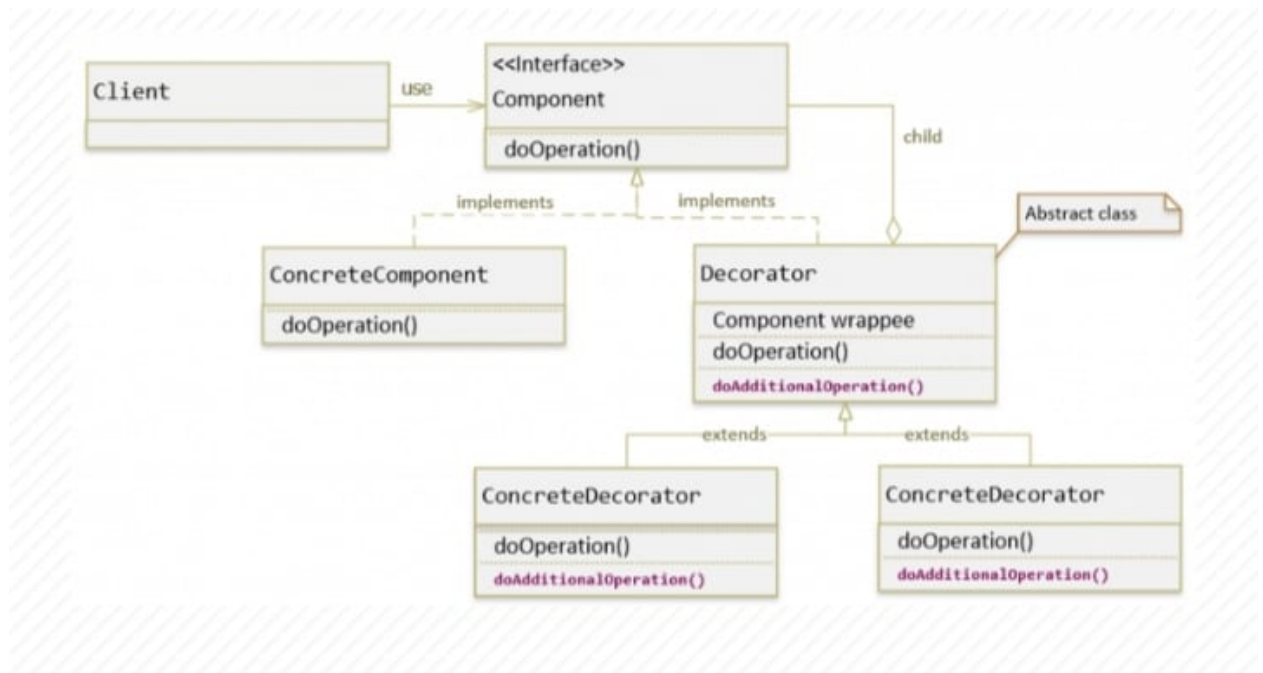 Client
use
<<Interface>>
Component
doOperation()
child
implements
implements
Abstract class
ConcreteComponent
doOperation()
Decorator
Component wrappee
doOperation()
doAdditionalOperation()
extends
extends
ConcreteDecorator
doOperation()
doAdditionalOperation()
ConcreteDecorator
doOperation()
doAdditionalOperation()